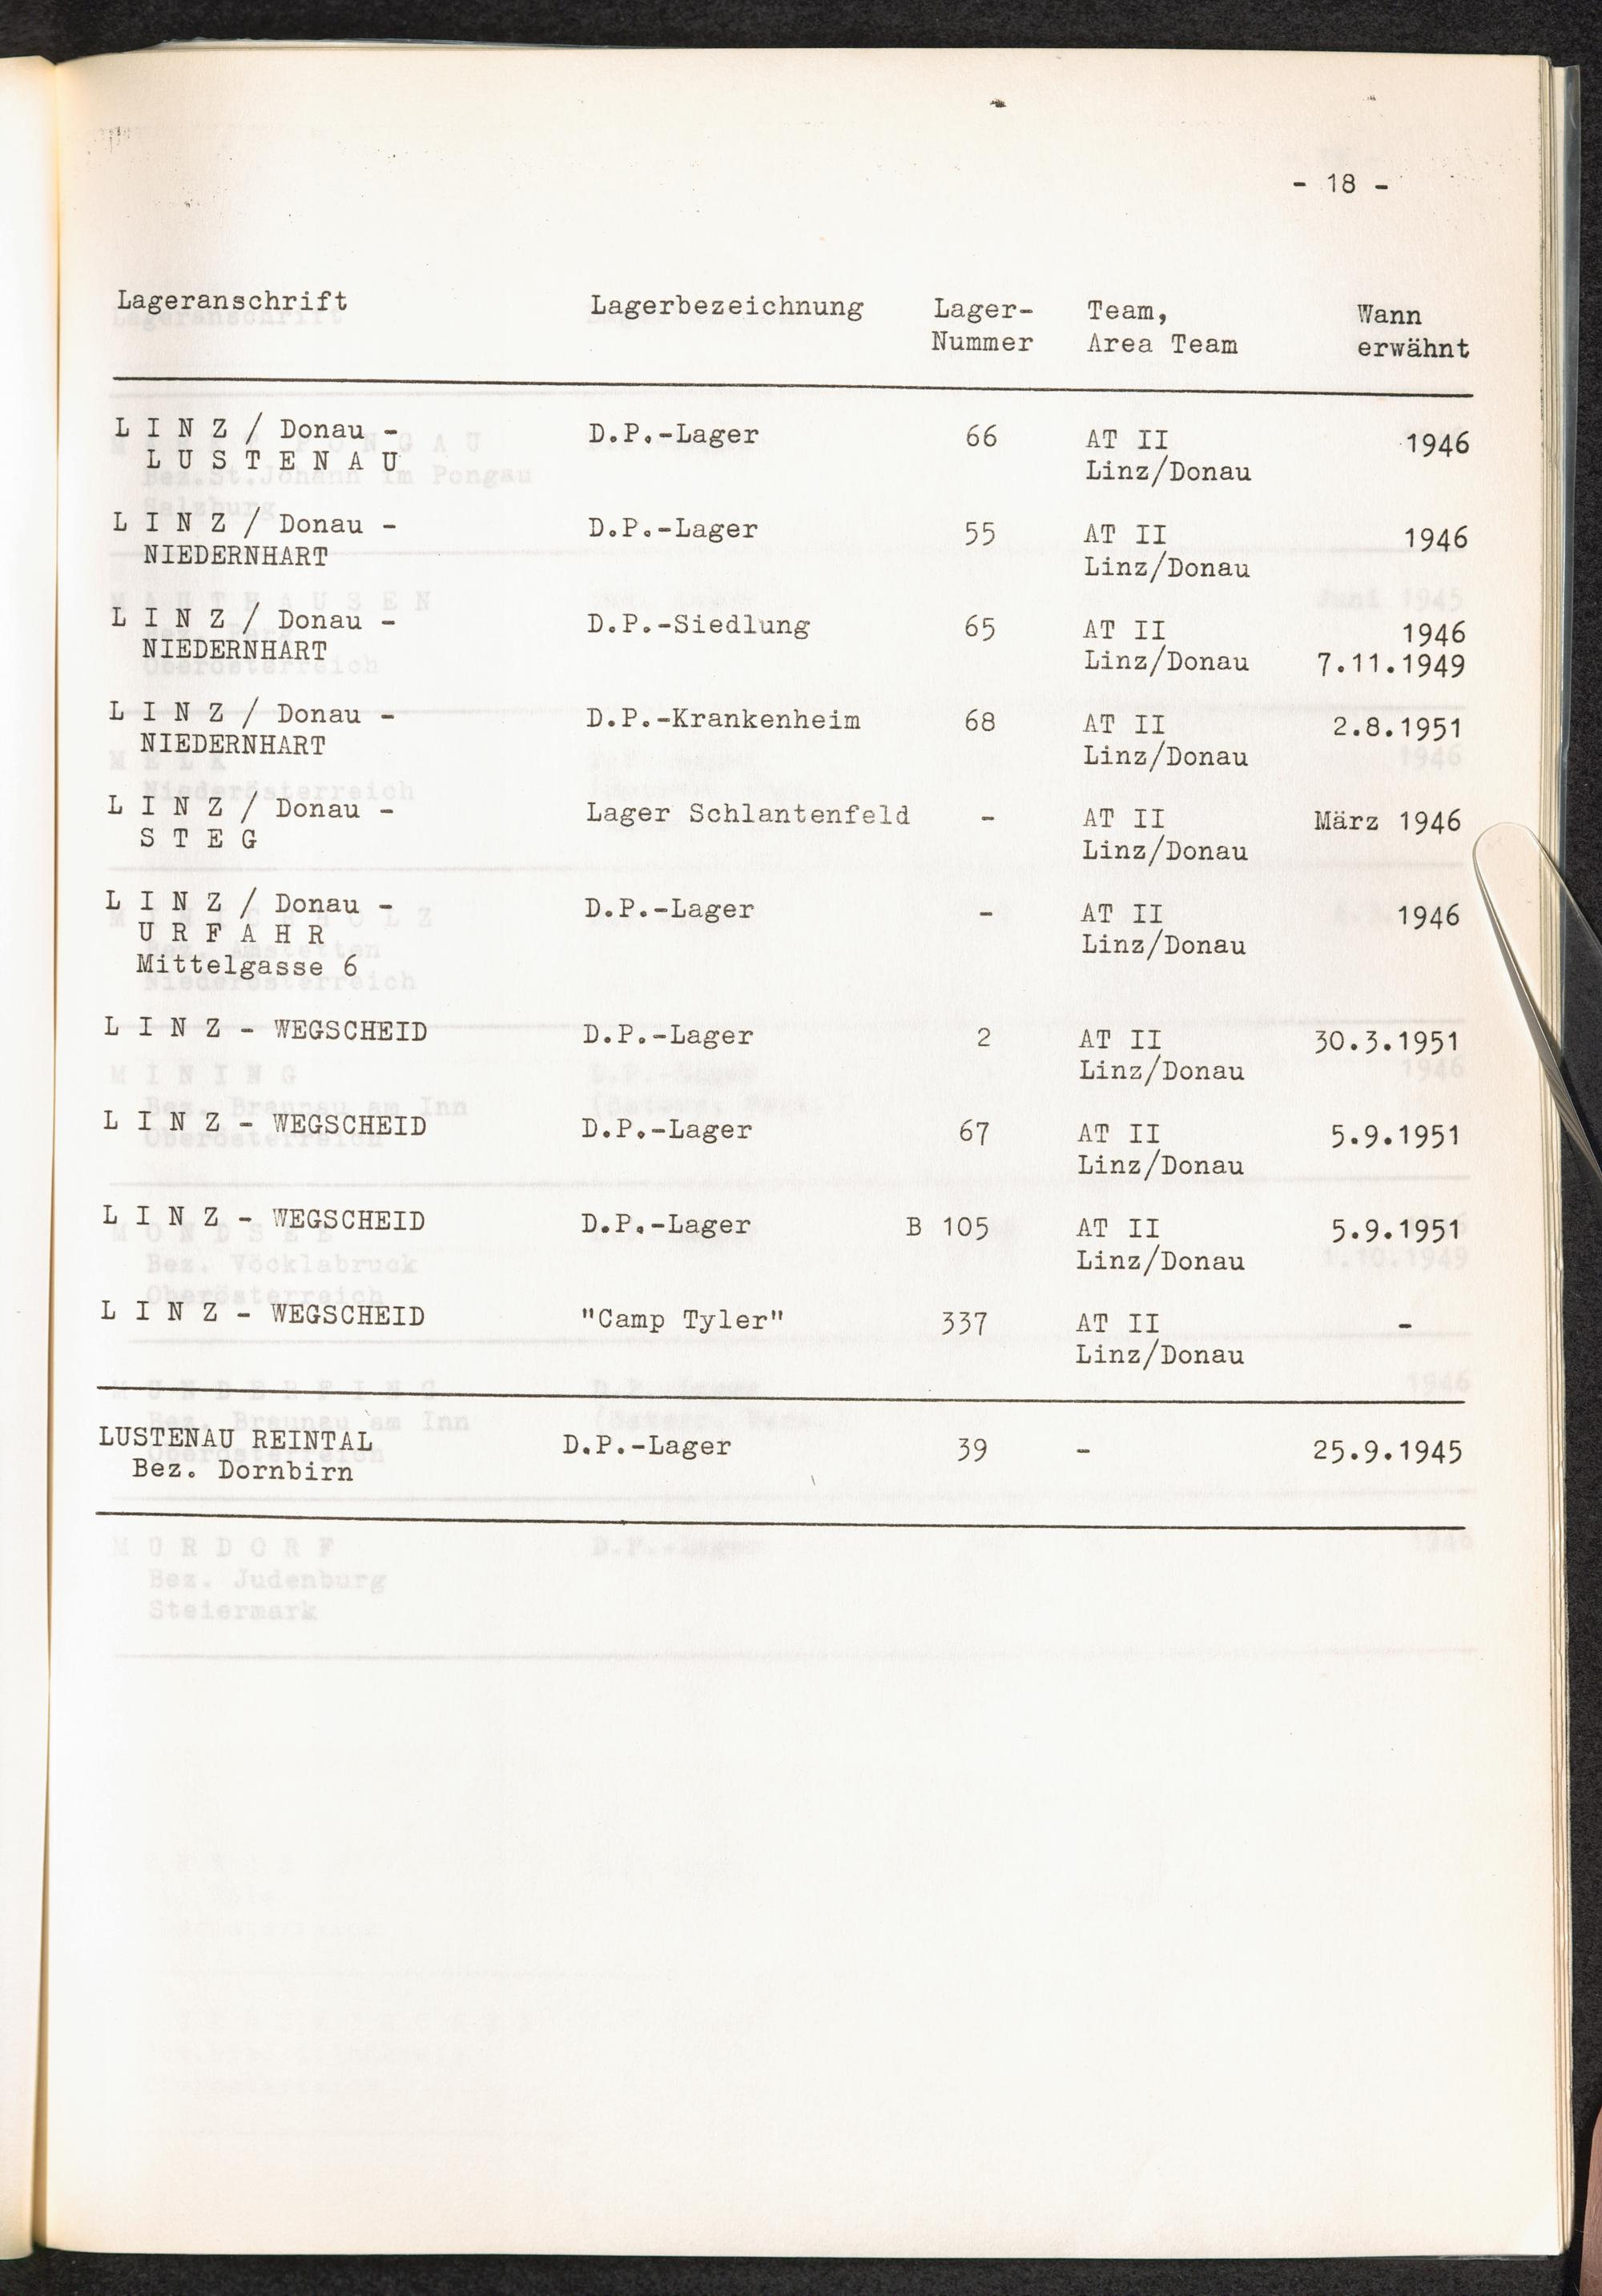 - 18 -
Lageranschrift Lagerbezeichnung Lager- Team, Wann
Nummer Area Team erwähnt
L I N Z / Donau - D.P.-Lager 66 AT II 1946
L U S T E N A U Linz/Donau
L I N Z / Donau - D.P.-Lager 55 AT II 1946
NIEDERNHART Linz/Donau
L I N Z / Donau - D.P.-Siedlung 65 AT II 1946
NIEDERNHART Linz/Donau 7.11.1949
L I N Z / Donau - D.P.-Krankenheim 68 AT II 2.8.1951
NIEDERNHART Linz/Donau
L I N Z / Donau - Lager Schlantenfeld - AT II März 1946
S T E G Linz/Donau
L I N Z / Donau - D.P.-Lager - AT II 1946
U R F A H R Linz/Donau
Mittelgasse 6
L I N Z - WEGSCHEID D.P.-Lager 2 AT II 30.3.1951
Linz/Donau
L I N Z - WEGSCHEID D.P.-Lager 67 AT II 5.9.1951
Linz/Donau
L I N Z - WEGSCHEID D.P.-Lager B 105 AT II 5.9.1951
Linz/Donau
L I N Z - WEGSCHEID "Camp Tyler" 337 AT II -
Linz/Donau
LUSTENAU REINTAL D.P.-Lager 39 - 25.9.1945
Bez. Dornbirn